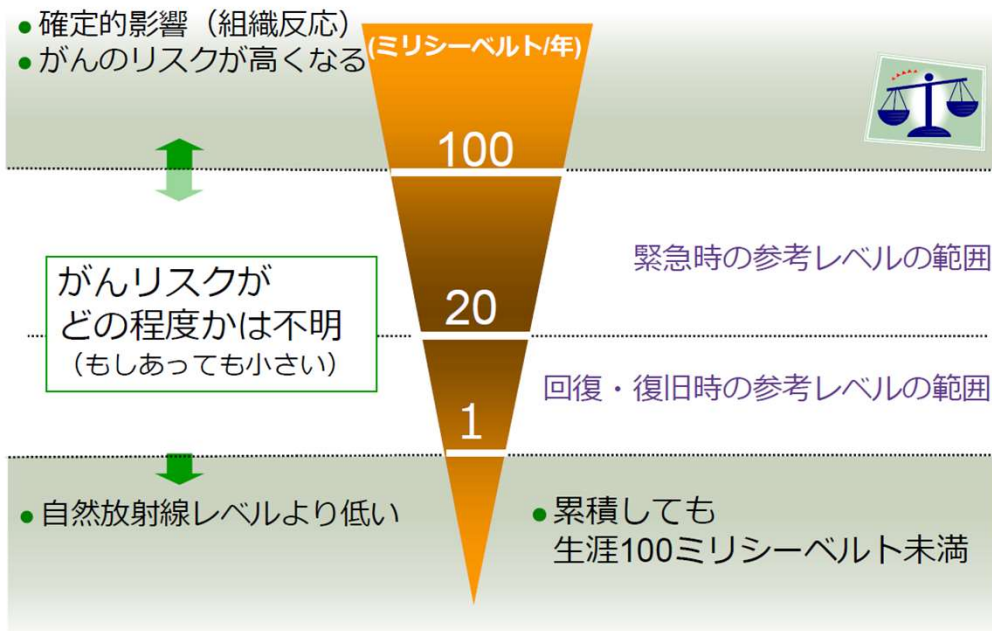 確定的影響（組織反応）
がんのリスクが高くなる
(ミリシーベルト/年)
100
緊急時の参考レベルの範囲
がんリスクが
どの程度かは不明
（もしあっても小さい）
20
回復・復旧時の参考レベルの範囲
1
自然放射線レベルより低い
累積しても
生涯100ミリシーベルト未満